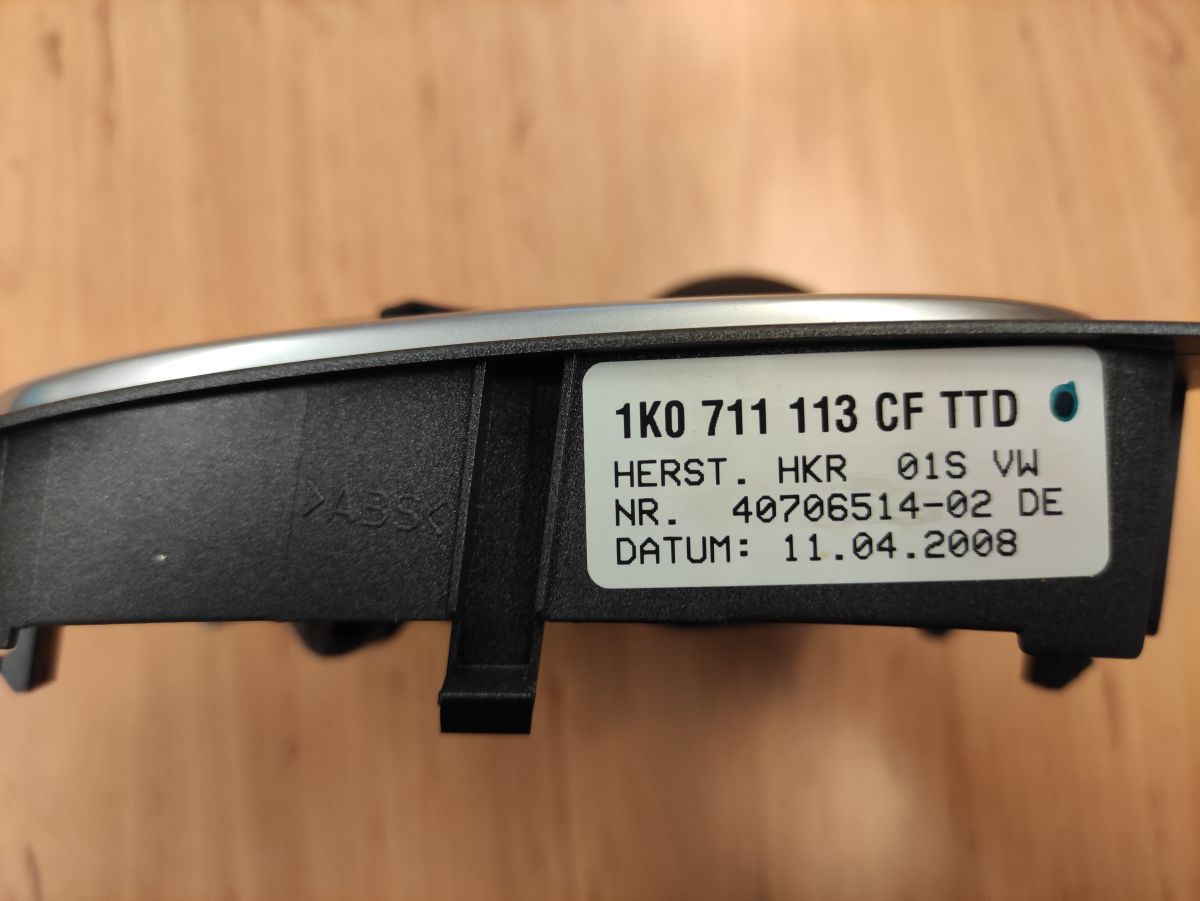 1K0 711 113 CF TTD
HERST. HKR 01S VW
NR. 40706514-02 DE
DATUM: 11.04.2008
>ABS<